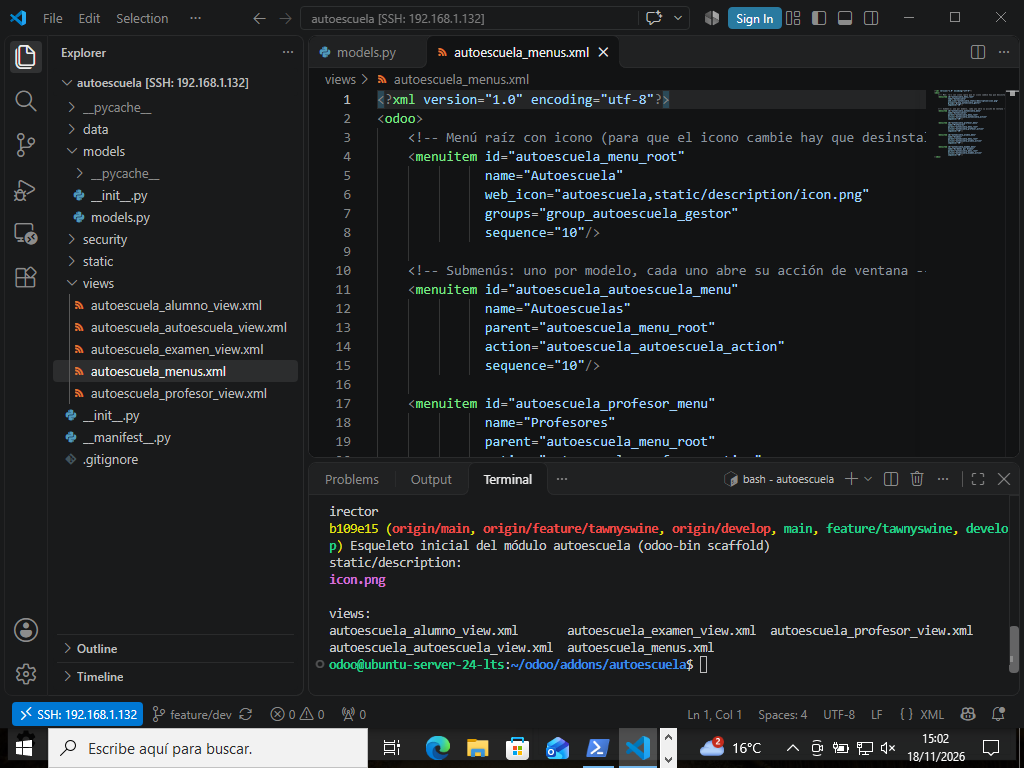 File Edit Selection ··· autoescuela [SSH: 192.168.1.132] Sign In
Explorer ···
autoescuela [SSH: 192.168.1.132]
__pycache__
data
models
__pycache__
__init__.py
models.py
security
static
views
autoescuela_alumno_view.xml
autoescuela_autoescuela_view.xml
autoescuela_examen_view.xml
autoescuela_menus.xml
autoescuela_profesor_view.xml
__init__.py
__manifest__.py
.gitignore
Outline
Timeline
models.py autoescuela_menus.xml ···
views > autoescuela_menus.xml
1 <?xml version="1.0" encoding="utf-8"?>
2 <odoo>
3 <!-- Menú raíz con icono (para que el icono cambie hay que desinstal
4 <menuitem id="autoescuela_menu_root"
5 name="Autoescuela"
6 web_icon="autoescuela,static/description/icon.png"
7 groups="group_autoescuela_gestor"
8 sequence="10"/>
9
10 <!-- Submenús: uno por modelo, cada uno abre su acción de ventana -
11 <menuitem id="autoescuela_autoescuela_menu"
12 name="Autoescuelas"
13 parent="autoescuela_menu_root"
14 action="autoescuela_autoescuela_action"
15 sequence="10"/>
16
17 <menuitem id="autoescuela_profesor_menu"
18 name="Profesores"
19 parent="autoescuela_menu_root"
Problems Output Terminal ··· bash - autoescuela ···
irector
b109e15 (origin/main, origin/feature/tawnyswine, origin/develop, main, feature/tawnyswine, develo
p) Esqueleto inicial del módulo autoescuela (odoo-bin scaffold)
static/description:
icon.png
views:
autoescuela_alumno_view.xml autoescuela_examen_view.xml autoescuela_profesor_view.xml
autoescuela_autoescuela_view.xml autoescuela_menus.xml
odoo@ubuntu-server-24-lts:~/odoo/addons/autoescuela$
SSH: 192.168.1.132 feature/dev 0 0 0 Ln 1, Col 1 Spaces: 4 UTF-8 LF { } XML
Escribe aquí para buscar. 2 16°C 15:02
18/11/2026